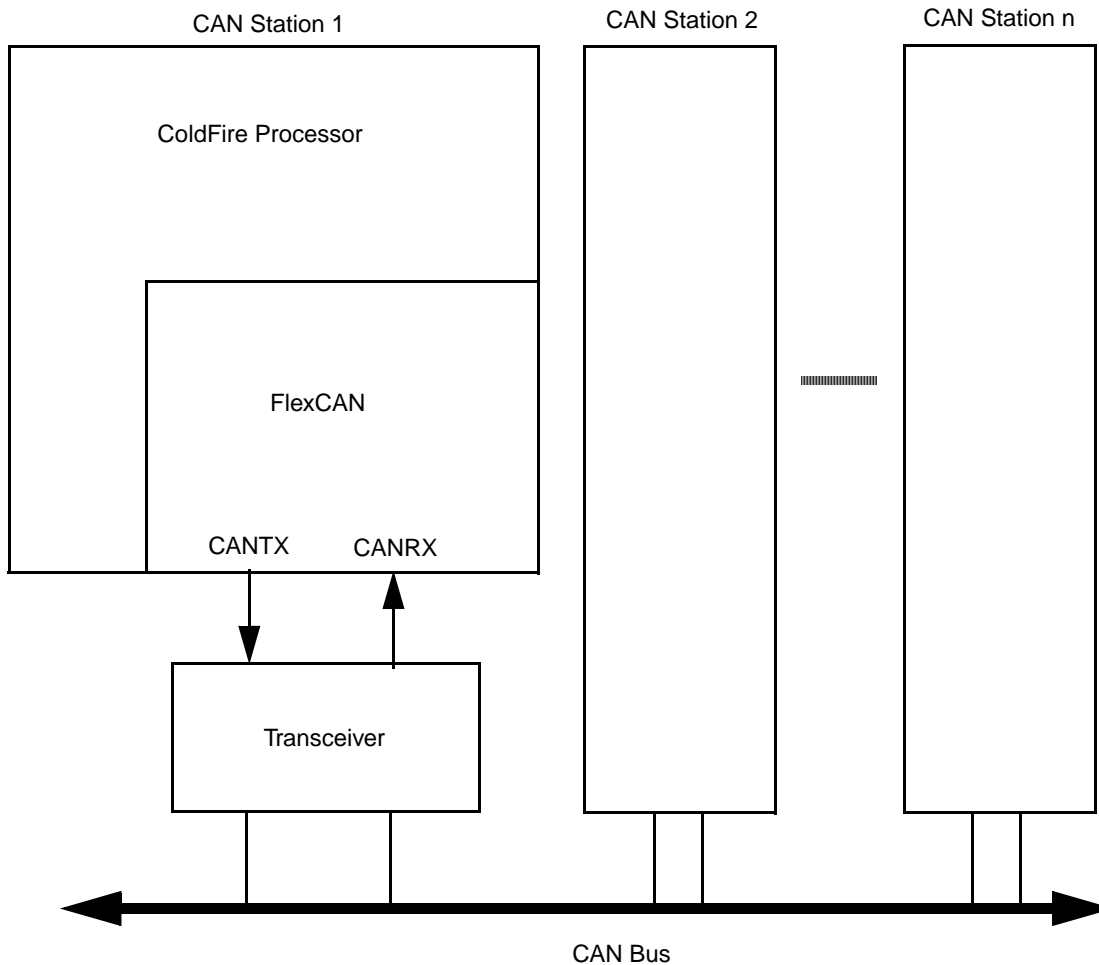 CAN Station 1
CAN Station 2
CAN Station n
ColdFire Processor
FlexCAN
CANTX
CANRX
Transceiver
CAN Bus